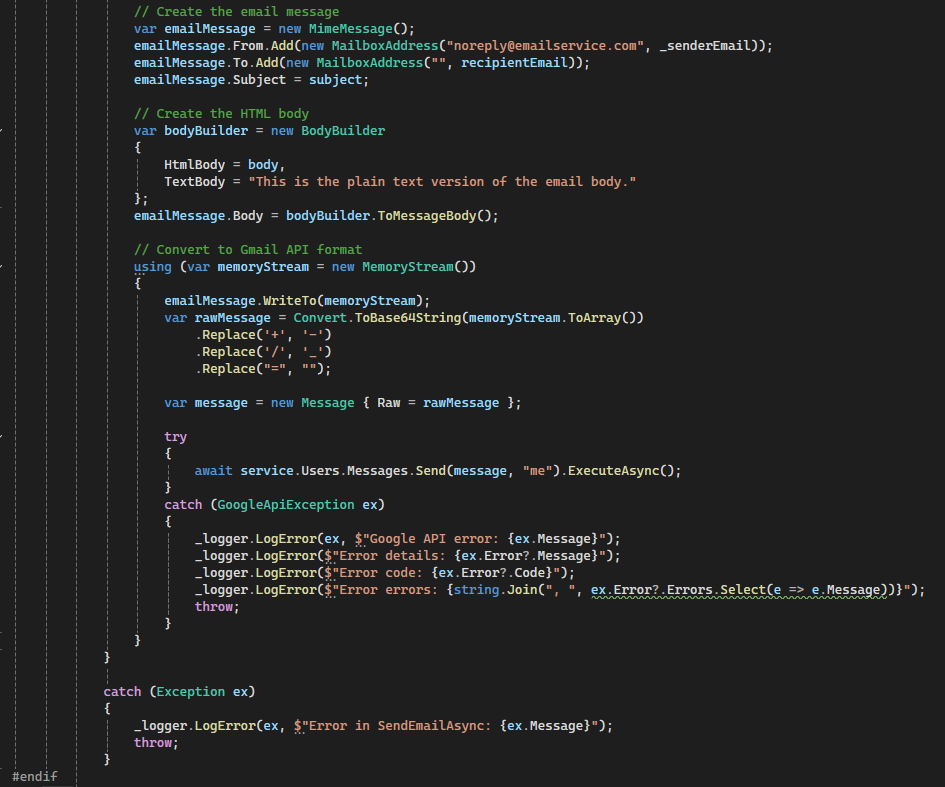 // Create the email message
var emailMessage = new MimeMessage();
emailMessage.From.Add(new MailboxAddress("noreply@emailservice.com", _senderEmail));
emailMessage.To.Add(new MailboxAddress("", recipientEmail));
emailMessage.Subject = subject;
// Create the HTML body
var bodyBuilder = new BodyBuilder
{
HtmlBody = body,
TextBody = "This is the plain text version of the email body."
};
emailMessage.Body = bodyBuilder.ToMessageBody();
// Convert to Gmail API format
using (var memoryStream = new MemoryStream())
{
emailMessage.WriteTo(memoryStream);
var rawMessage = Convert.ToBase64String(memoryStream.ToArray())
.Replace('+', '-')
.Replace('/', '_')
.Replace("=", "");
var message = new Message { Raw = rawMessage };
try
{
await service.Users.Messages.Send(message, "me").ExecuteAsync();
}
catch (GoogleApiException ex)
{
_logger.LogError(ex, $"Google API error: {ex.Message}");
_logger.LogError($"Error details: {ex.Error?.Message}");
_logger.LogError($"Error code: {ex.Error?.Code}");
_logger.LogError($"Error errors: {string.Join(", ", ex.Error?.Errors.Select(e => e.Message))}");
throw;
}
}
}
catch (Exception ex)
{
_logger.LogError(ex, $"Error in SendEmailAsync: {ex.Message}");
throw;
}
#endif